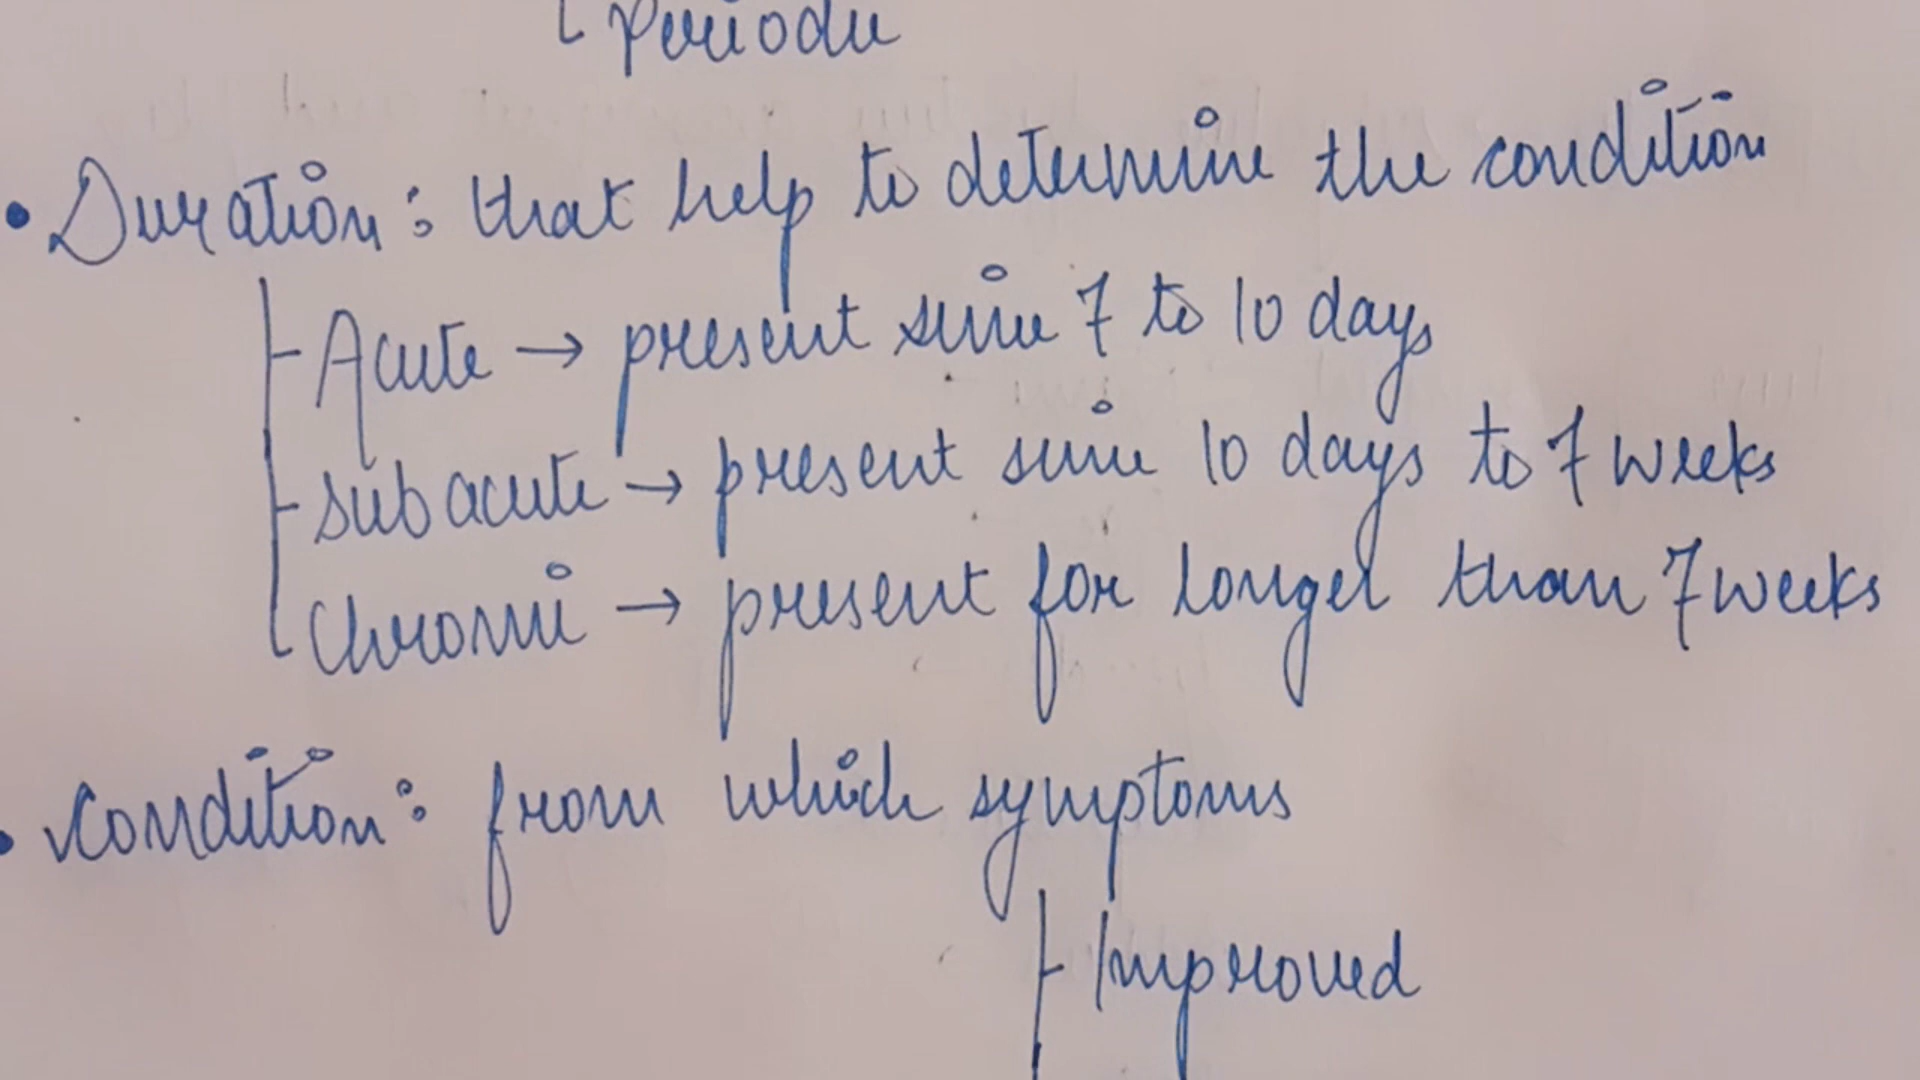 Periodic
• Duration : that help to determine the condition
Acute → present since 7 to 10 days
subacute → present since 10 days to 7 weeks
Chronic → present for longer than 7 weeks
• Condition : from which symptoms
Improved